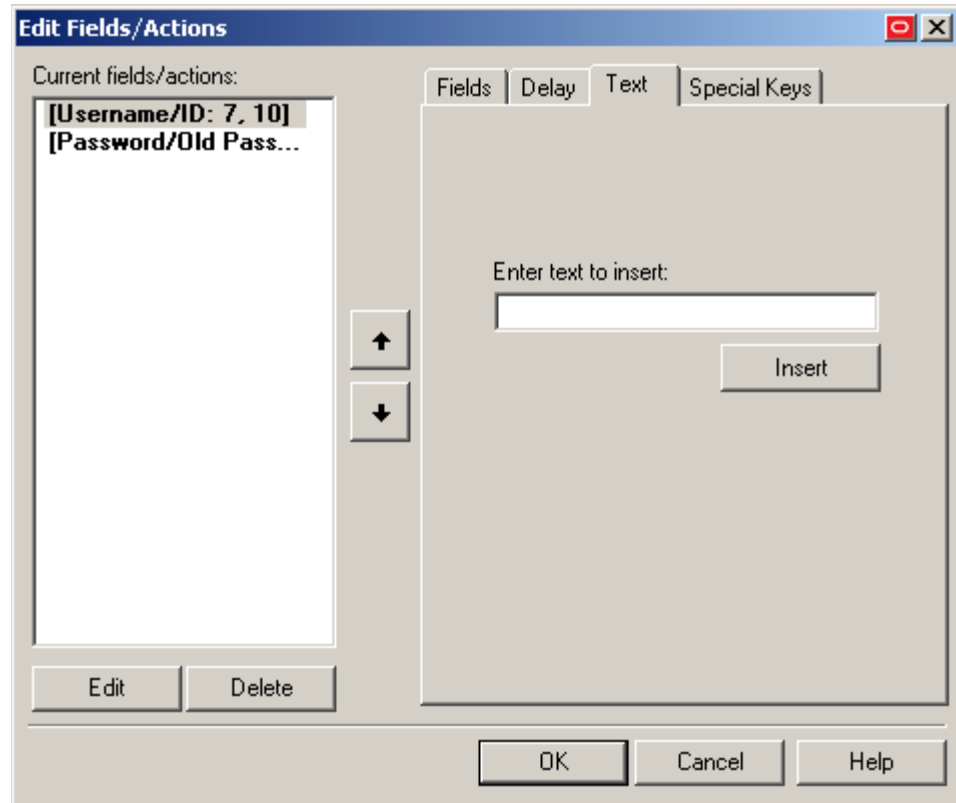 Edit Fields/Actions
Current fields/actions:
[Username/ID: 7, 10]
[Password/Old Pass...
Fields Delay Text Special Keys
Enter text to insert:
Insert
Edit Delete
OK Cancel Help